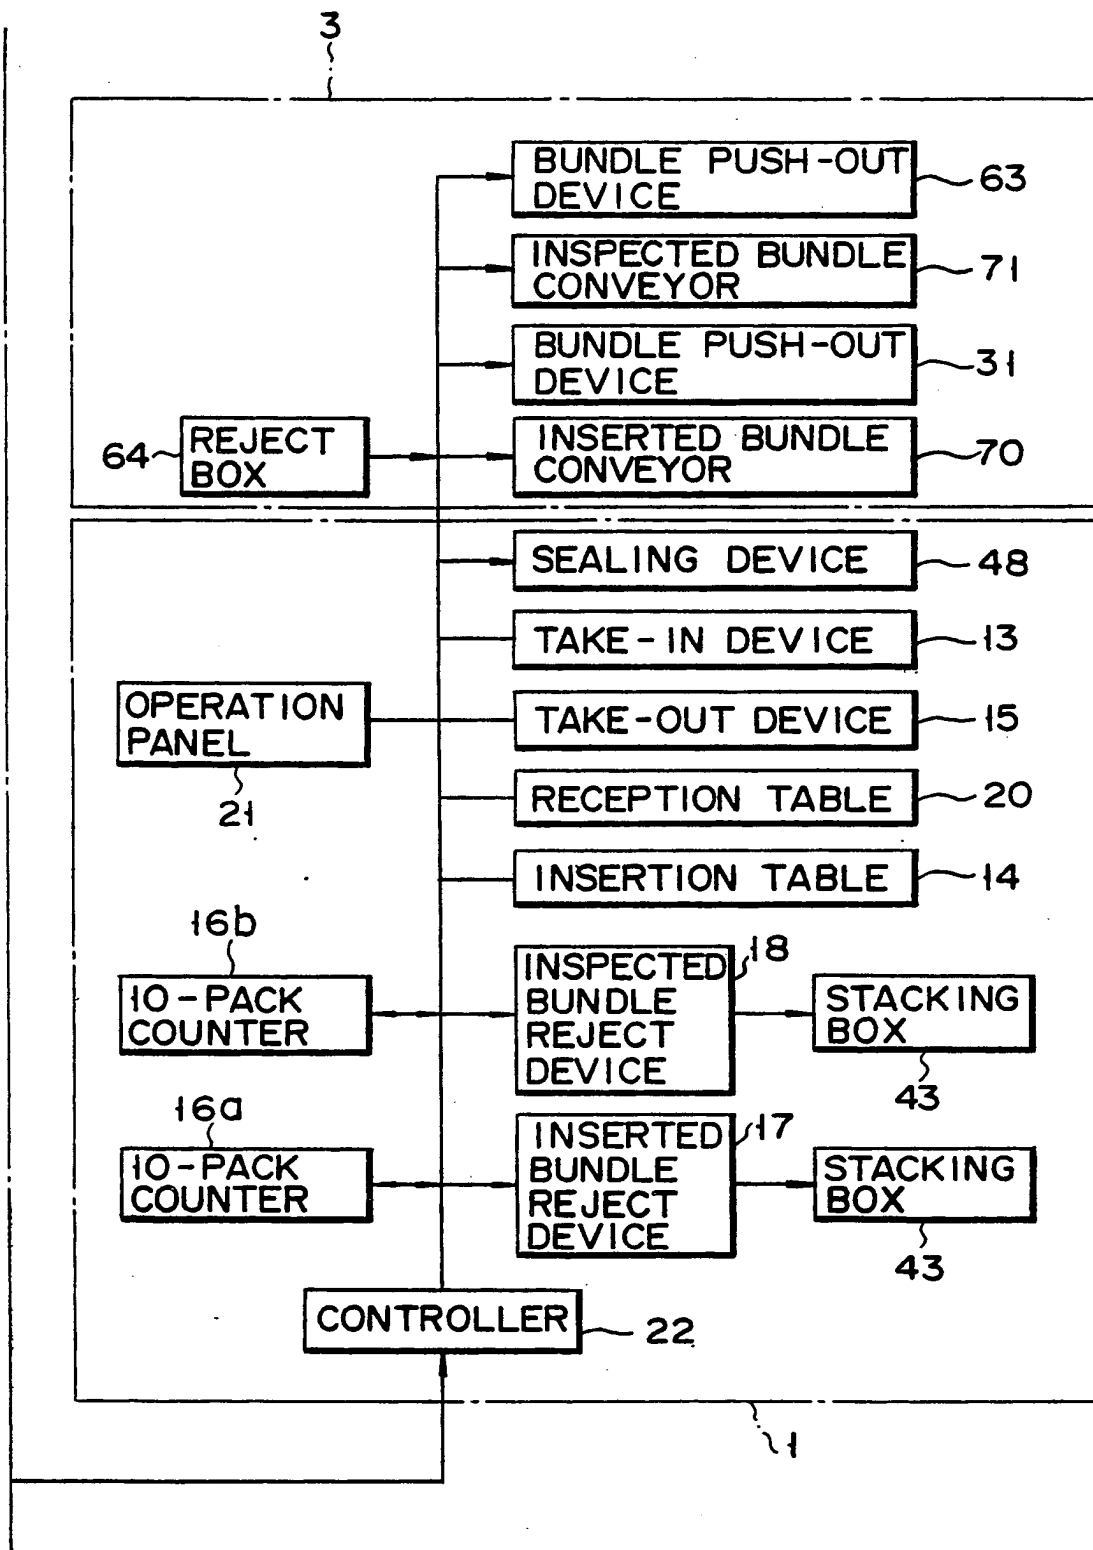 3
BUNDLE PUSH-OUT
DEVICE
63
INSPECTED BUNDLE
CONVEYOR
71
BUNDLE PUSH-OUT
DEVICE
31
64
REJECT
BOX
INSERTED BUNDLE
CONVEYOR
70
SEALING DEVICE
48
TAKE-IN DEVICE
13
OPERATION
PANEL
21
TAKE-OUT DEVICE
15
RECEPTION TABLE
20
INSERTION TABLE
14
16b
10-PACK
COUNTER
INSPECTED
BUNDLE
REJECT
DEVICE
18
STACKING
BOX
43
16a
10-PACK
COUNTER
INSERTED
BUNDLE
REJECT
DEVICE
17
STACKING
BOX
43
CONTROLLER
22
1